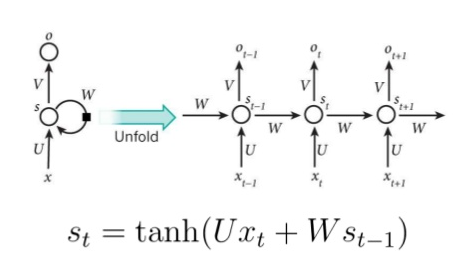 o o_{t-1} o_t o_{t+1}
V W V V V
s W s_{t-1} s_t s_{t+1}
Unfold W W W
U U U U
x x_{t-1} x_t x_{t+1}
s_t = tanh(Ux_t + Ws_{t-1})